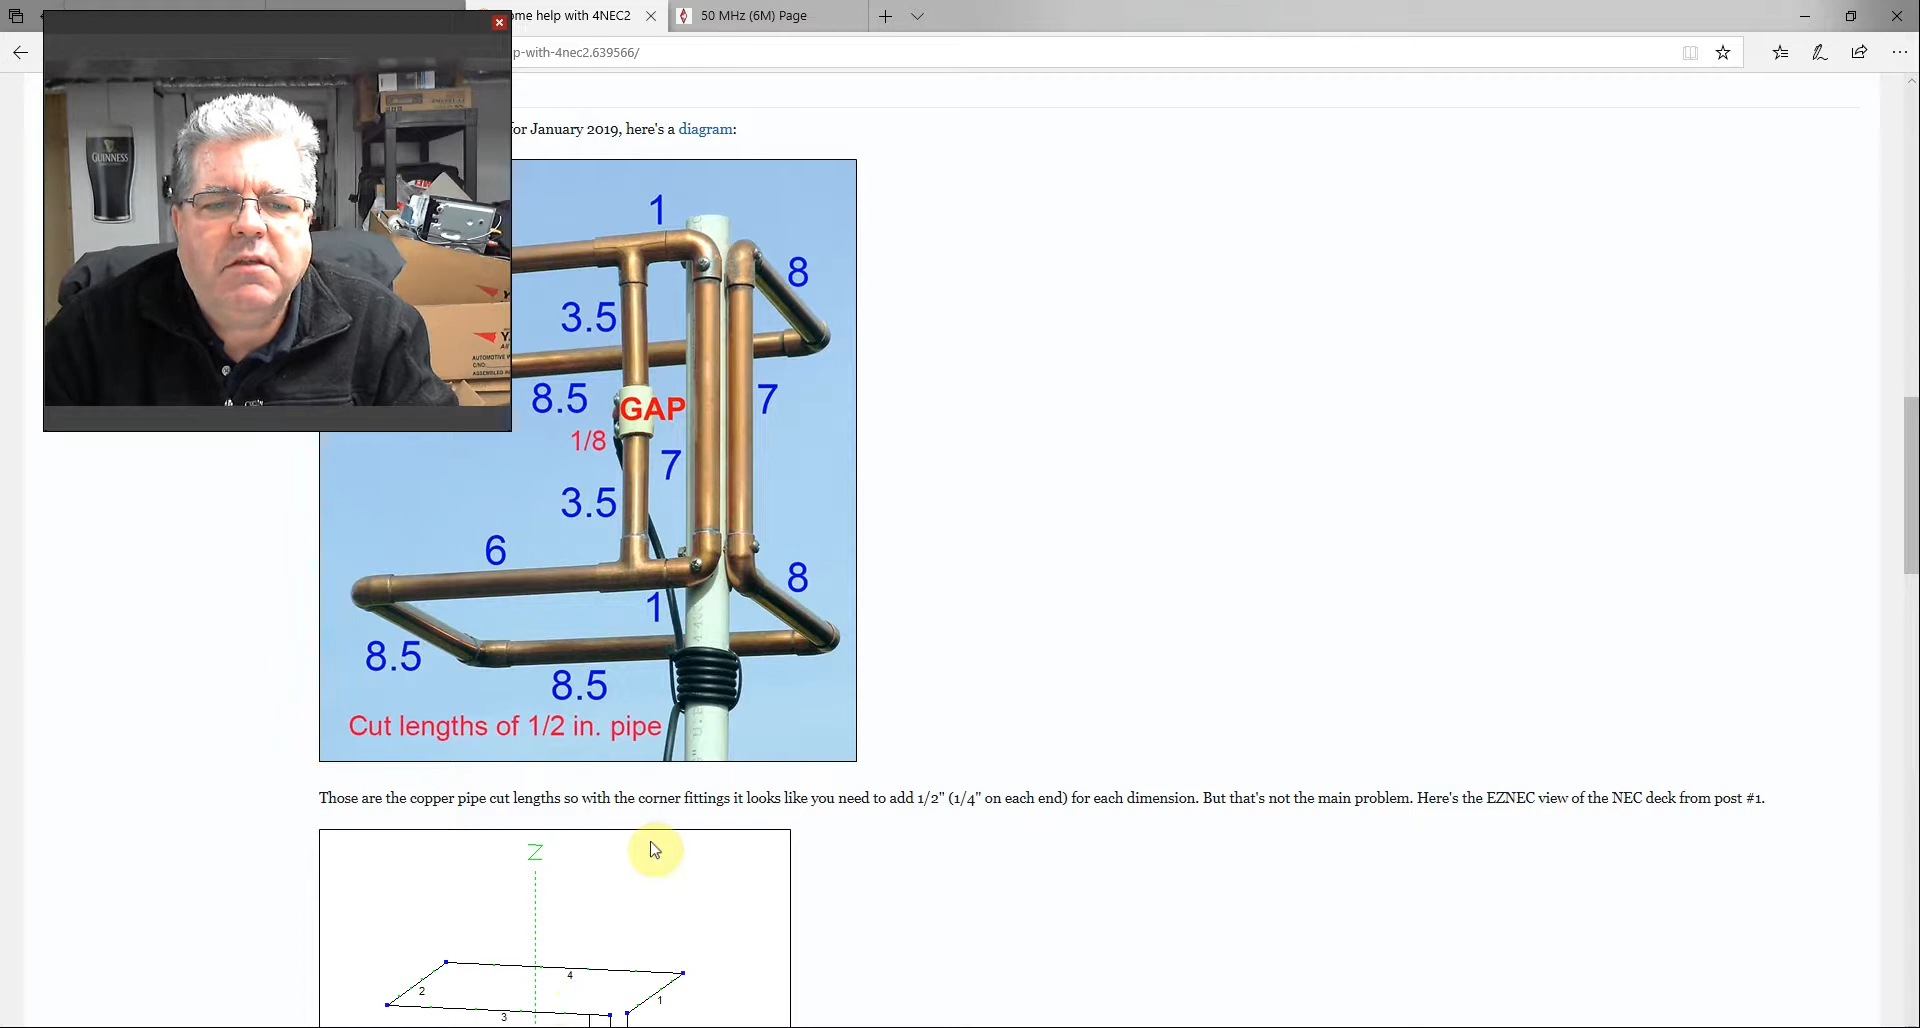 ome help with 4NEC2
50 MHz (6M) Page
p-with-4nec2.639566/
for January 2019, here's a diagram:
GUINNESS
AUTOMOTIVE
1
8
3.5
8.5
GAP
7
1/8
7
3.5
6
8
1
8.5
8.5
Cut lengths of 1/2 in. pipe
Those are the copper pipe cut lengths so with the corner fittings it looks like you need to add 1/2" (1/4" on each end) for each dimension. But that's not the main problem. Here's the EZNEC view of the NEC deck from post #1.
Z
4
2
1
3